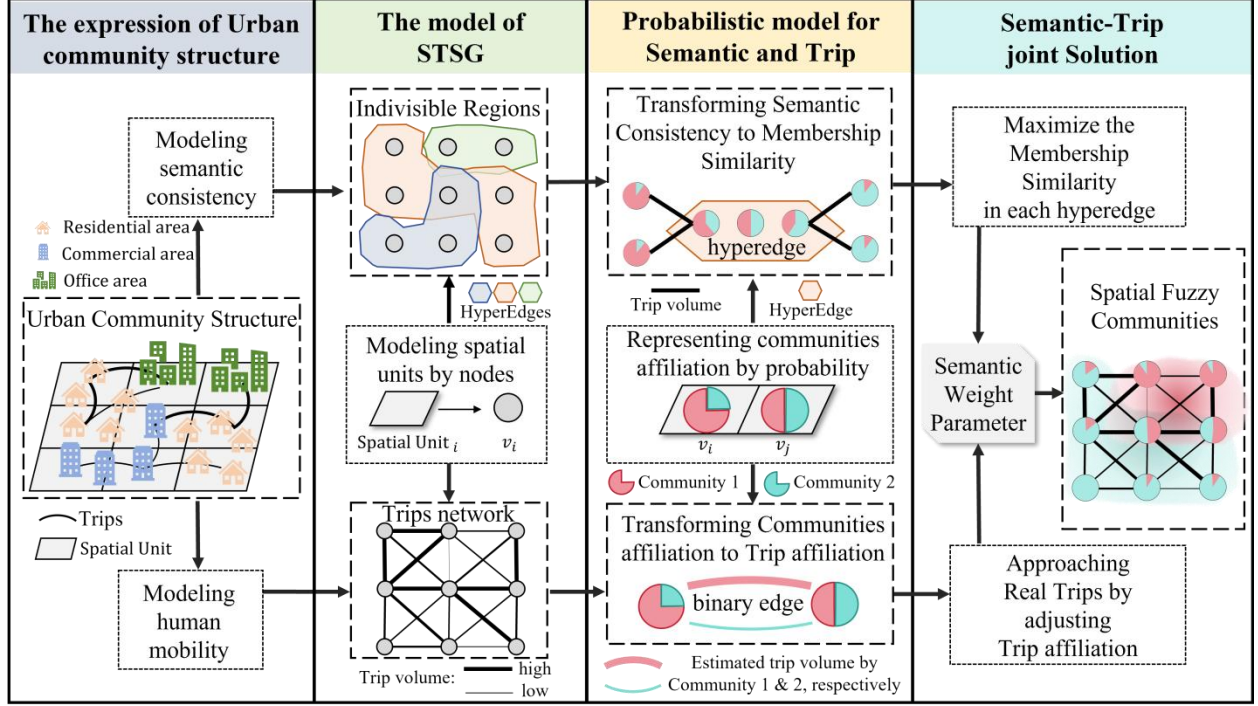 The expression of Urban
community structure
Modeling
semantic
consistency
Residential area
Commercial area
Office area
Urban Community Structure
Trips
Spatial Unit
Modeling
human
mobility
The model of
STSG
Indivisible Regions
HyperEdges
Modeling spatial
units by nodes
Spatial Unit i
v_i
Trips network
Trip volume:
high
low
Probabilistic model for
Semantic and Trip
Transforming Semantic
Consistency to Membership
Similarity
hyperedge
Trip volume
HyperEdge
Representing communities
affiliation by probability
v_i
v_j
Community 1
Community 2
Transforming Communities
affiliation to Trip affiliation
binary edge
Estimated trip volume by
Community 1 & 2, respectively
Semantic-Trip
joint Solution
Maximize the
Membership
Similarity
in each hyperedge
Spatial Fuzzy
Communities
Semantic
Weight
Parameter
Approaching
Real Trips by
adjusting
Trip affiliation